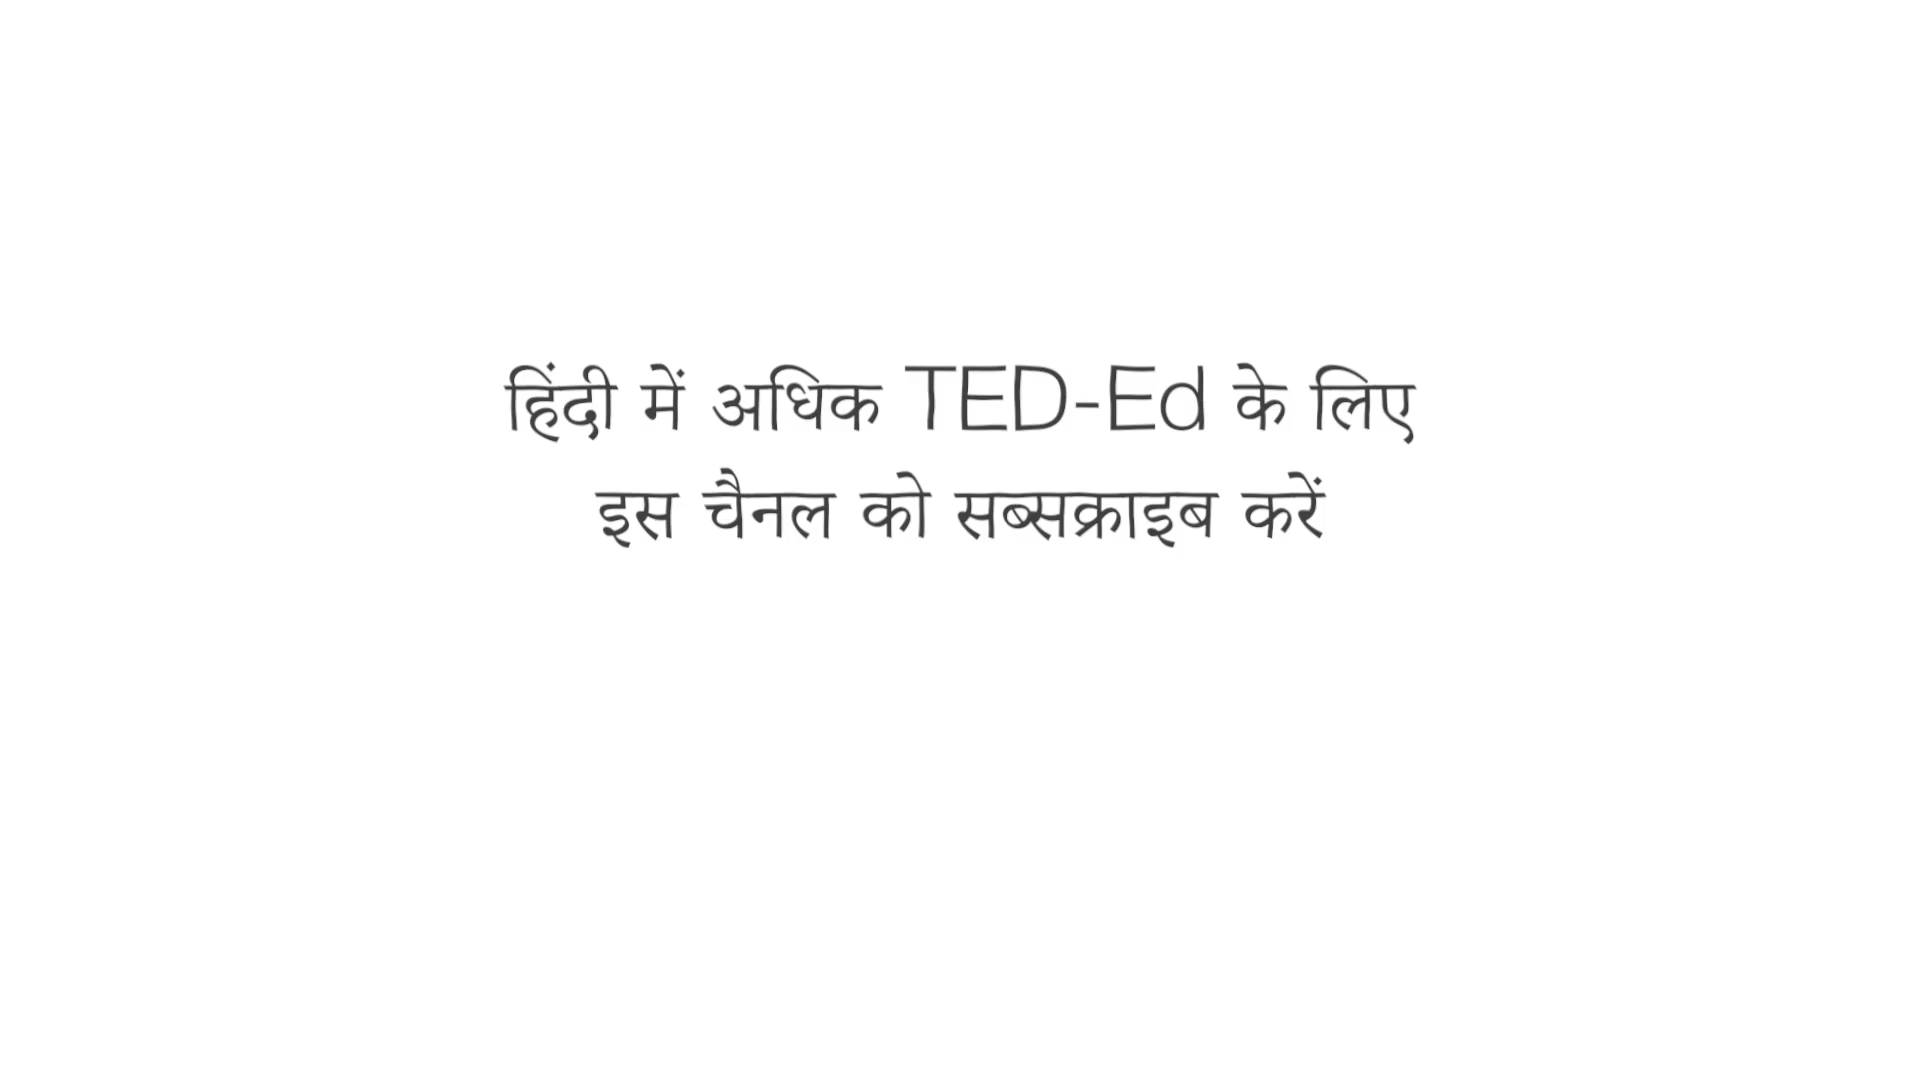 हिंदी में अधिक TED-Ed के लिए
इस चैनल को सब्सक्राइब करें